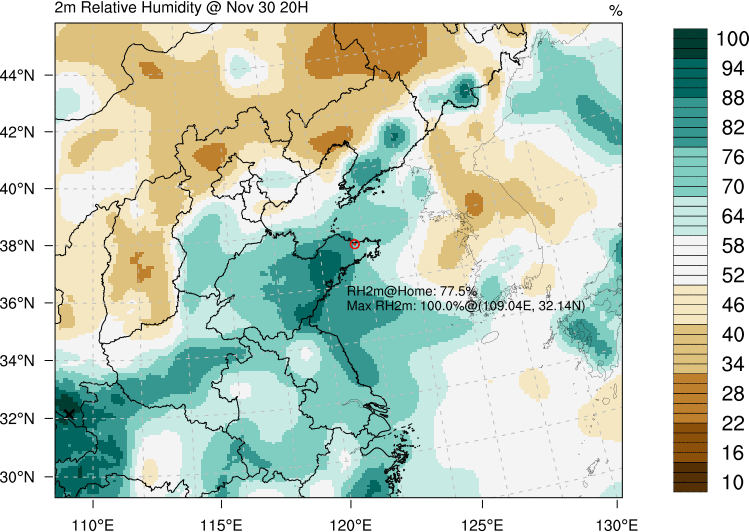 2m Relative Humidity @ Nov 30 20H
%
100
94
88
82
76
70
64
58
52
46
40
34
28
22
16
10
44°N
42°N
40°N
38°N
36°N
34°N
32°N
30°N
RH2m@Home: 77.5%
Max RH2m: 100.0%@(109.04E, 32.14N)
110°E
115°E
120°E
125°E
130°E